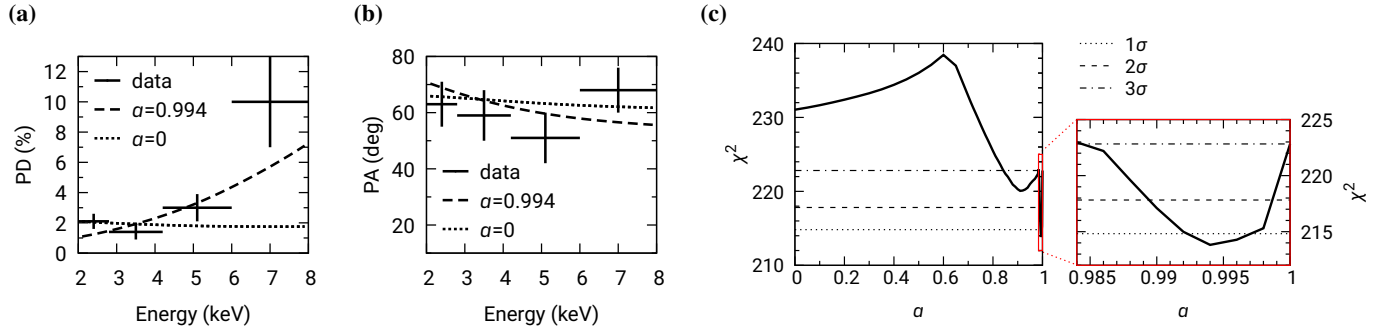 (a)
(b)
(c)
PD (%)
12
10
8
6
4
2
0
data
a=0.994
a=0
2 3 4 5 6 7 8
Energy (keV)
PA (deg)
80
60
40
20
data
a=0.994
a=0
2 3 4 5 6 7 8
Energy (keV)
χ²
240
230
220
210
0 0.2 0.4 0.6 0.8 1
a
1σ
2σ
3σ
225
220
215
χ²
0.985 0.99 0.995 1
a